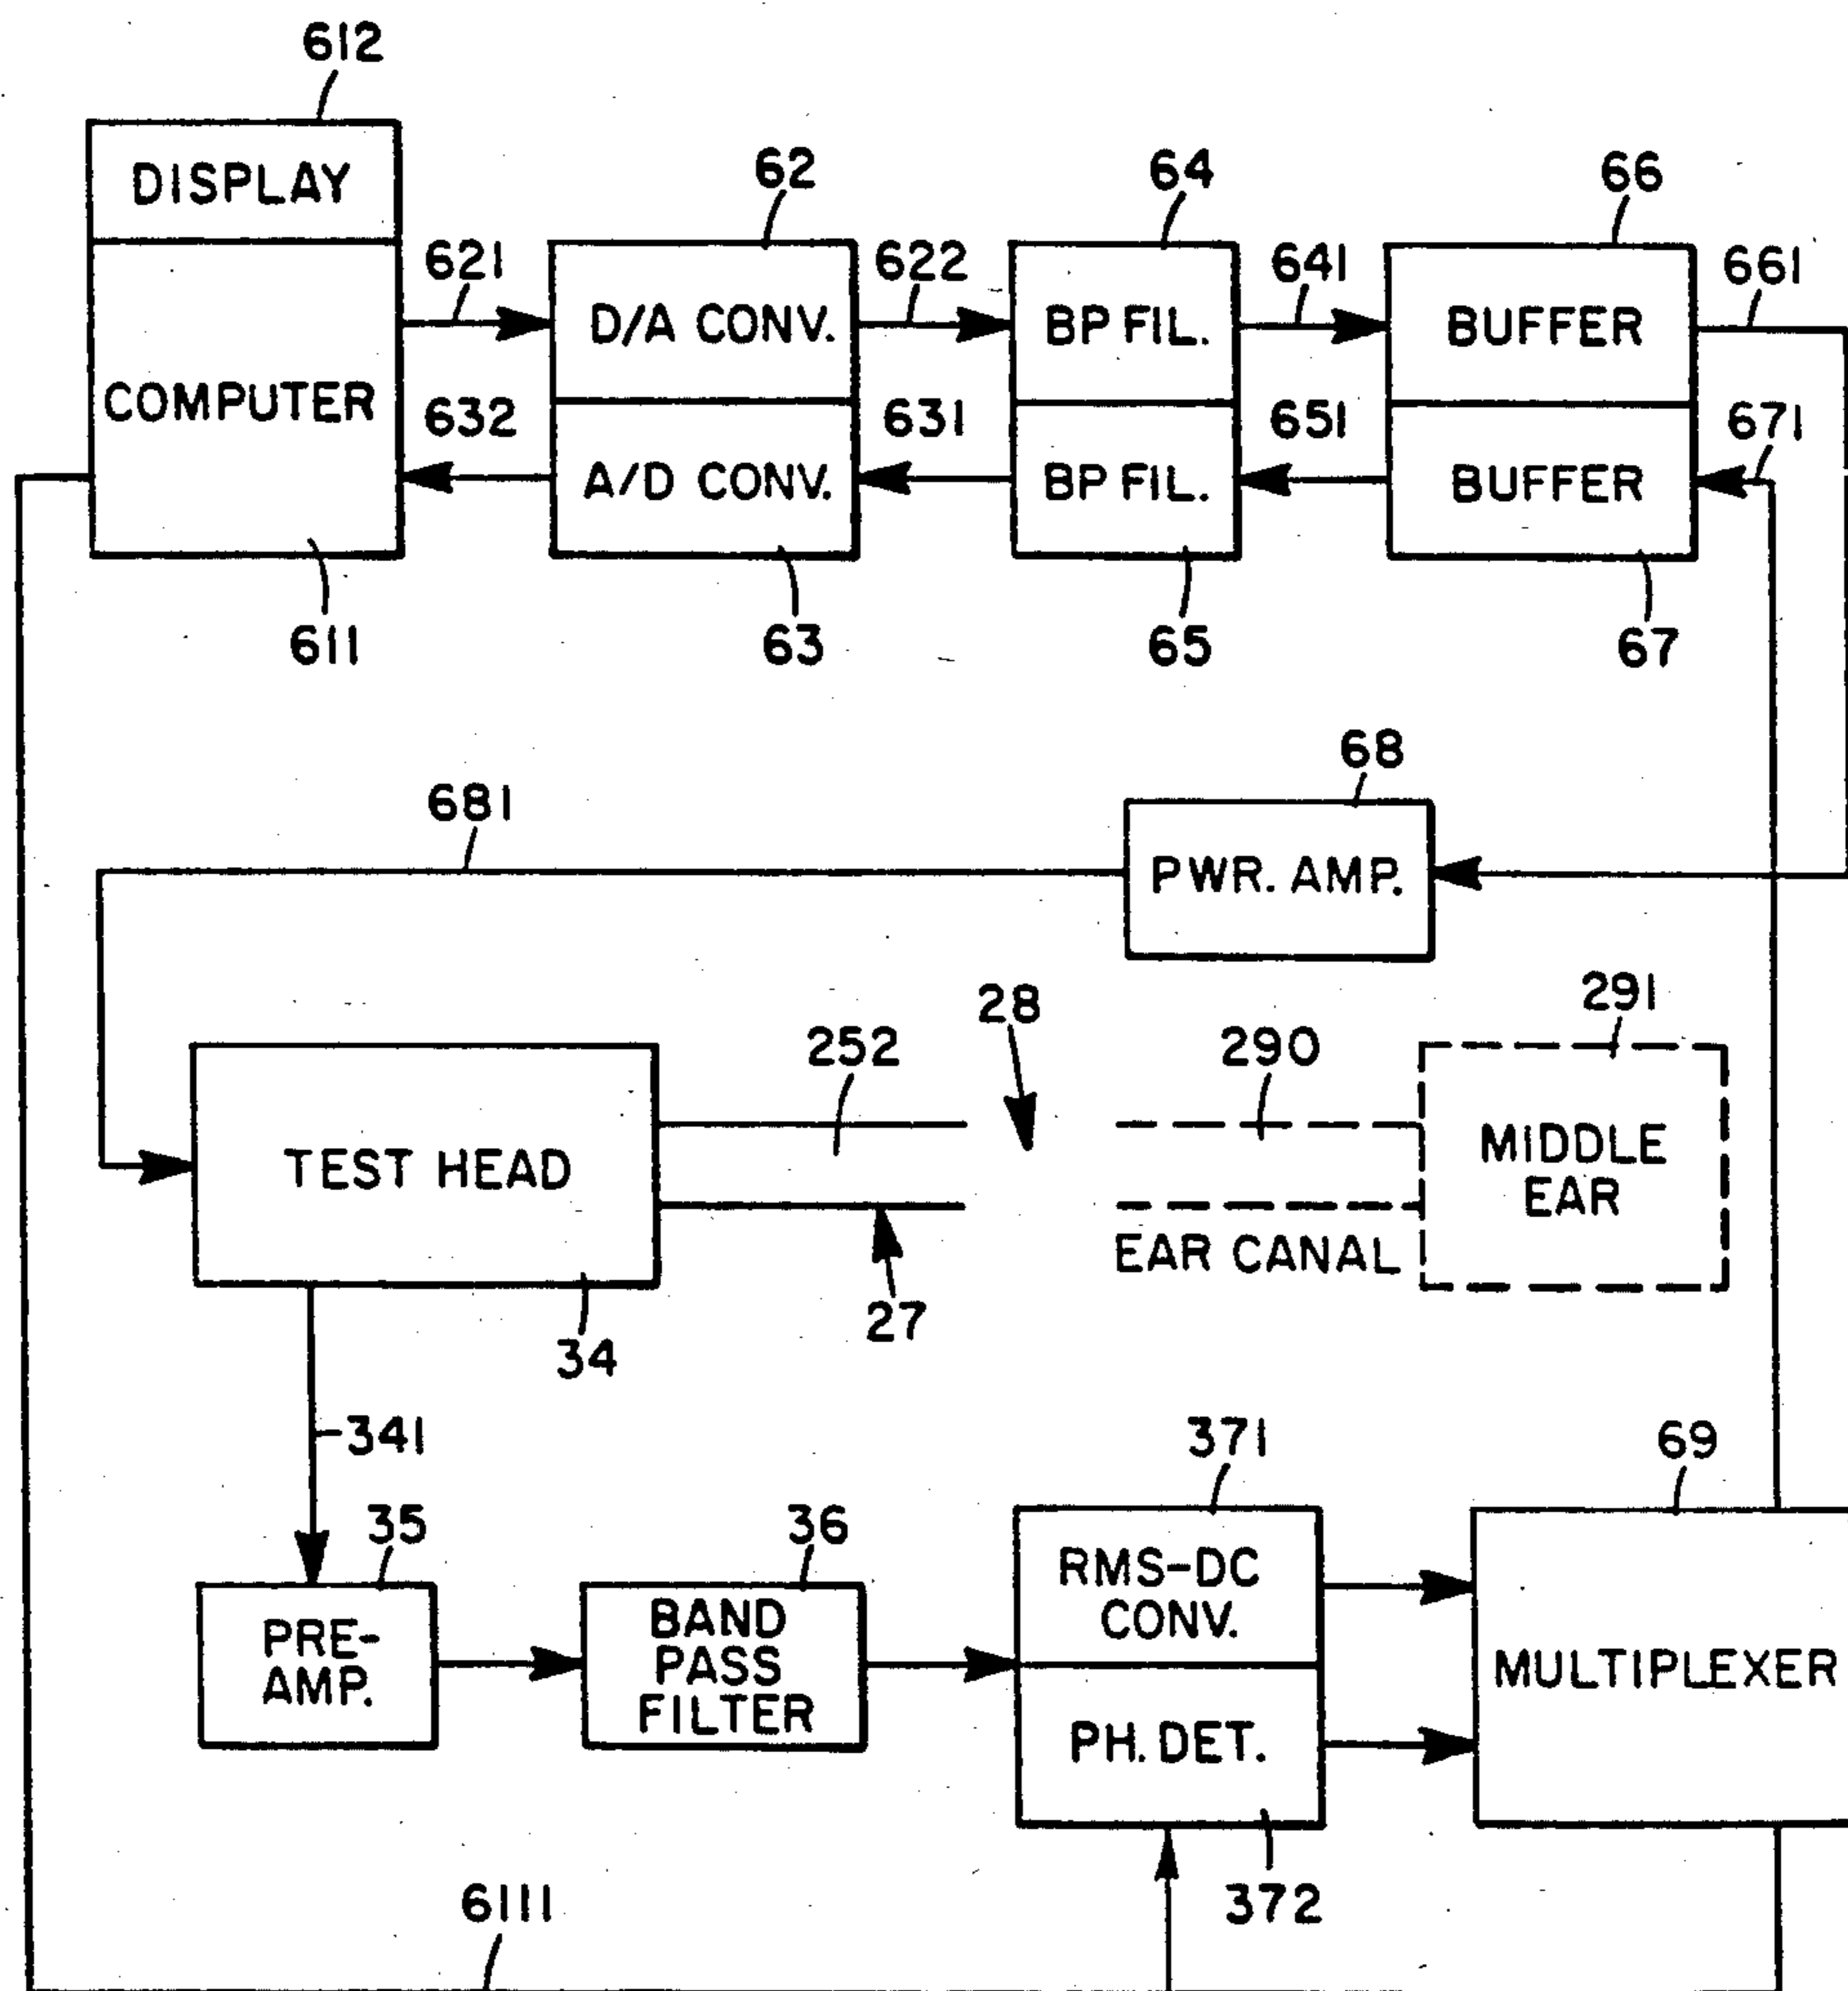 612
DISPLAY
COMPUTER
611
621
632
62
D/A CONV.
A/D CONV.
63
622
631
64
BP FIL.
BP FIL.
65
641
651
66
BUFFER
BUFFER
67
661
671
68
PWR. AMP.
681
TEST HEAD
34
252
27
28
290
EAR CANAL
291
MIDDLE
EAR
341
35
PRE-
AMP.
36
BAND
PASS
FILTER
371
RMS-DC
CONV.
PH. DET.
372
69
MULTIPLEXER
6111